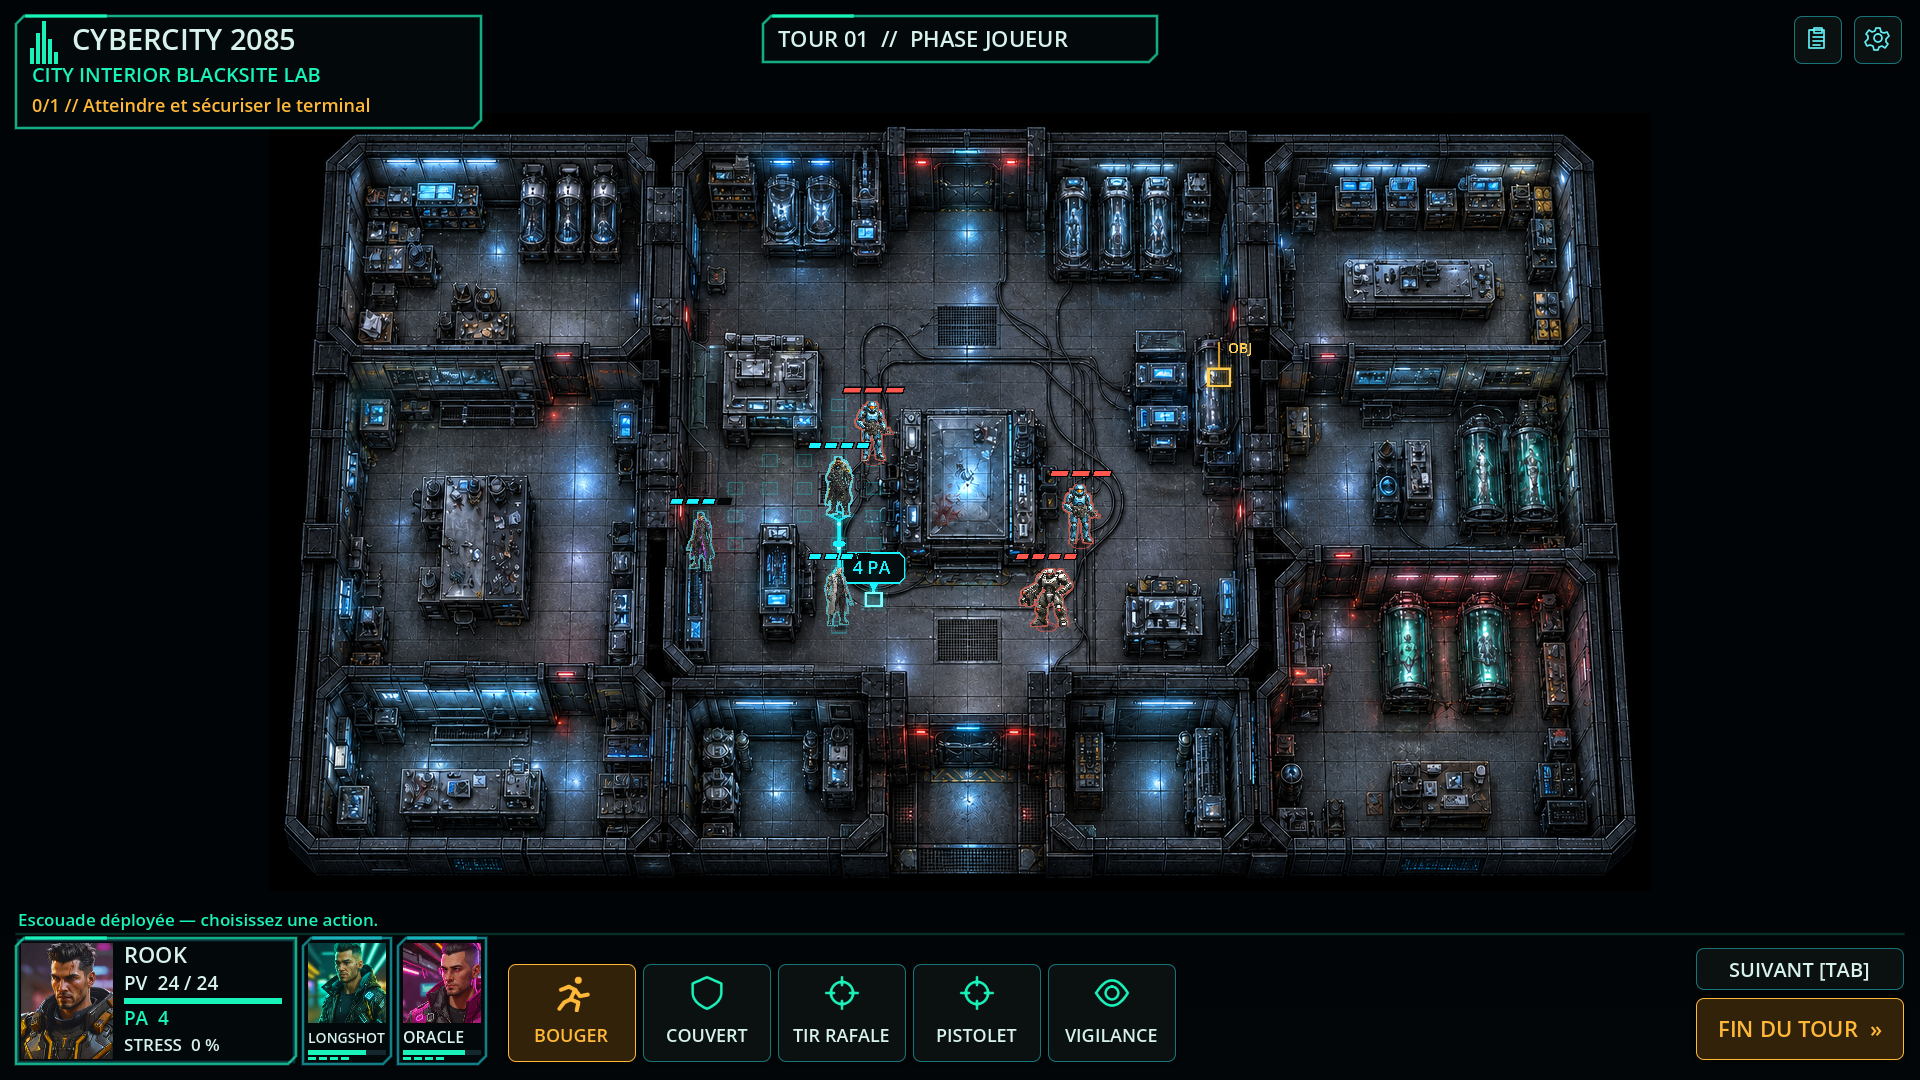 CYBERCITY 2085
CITY INTERIOR BLACKSITE LAB
0/1 // Atteindre et sécuriser le terminal
TOUR 01 // PHASE JOUEUR
OBJ
4 PA
Escouade déployée — choisissez une action.
ROOK
PV 24 / 24
PA 4
STRESS 0 %
LONGSHOT
ORACLE
BOUGER
COUVERT
TIR RAFALE
PISTOLET
VIGILANCE
SUIVANT [TAB]
FIN DU TOUR »